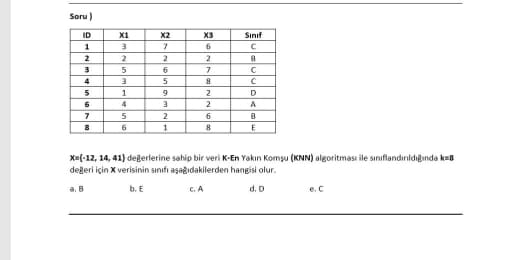 Soru )
ID X1 X2 X3 Sınıf
1 3 7 6 C
2 2 2 2 B
3 5 6 7 C
4 3 5 8 C
5 1 9 2 D
6 4 3 2 A
7 5 2 6 B
8 6 1 8 E
X={-12, 14, 41} değerlerine sahip bir veri K-En Yakın Komşu (KNN) algoritması ile sınıflandırıldığında k=8
değeri için X verisinin sınıfı aşağıdakilerden hangisi olur.
a. B b. E c. A d. D e. C